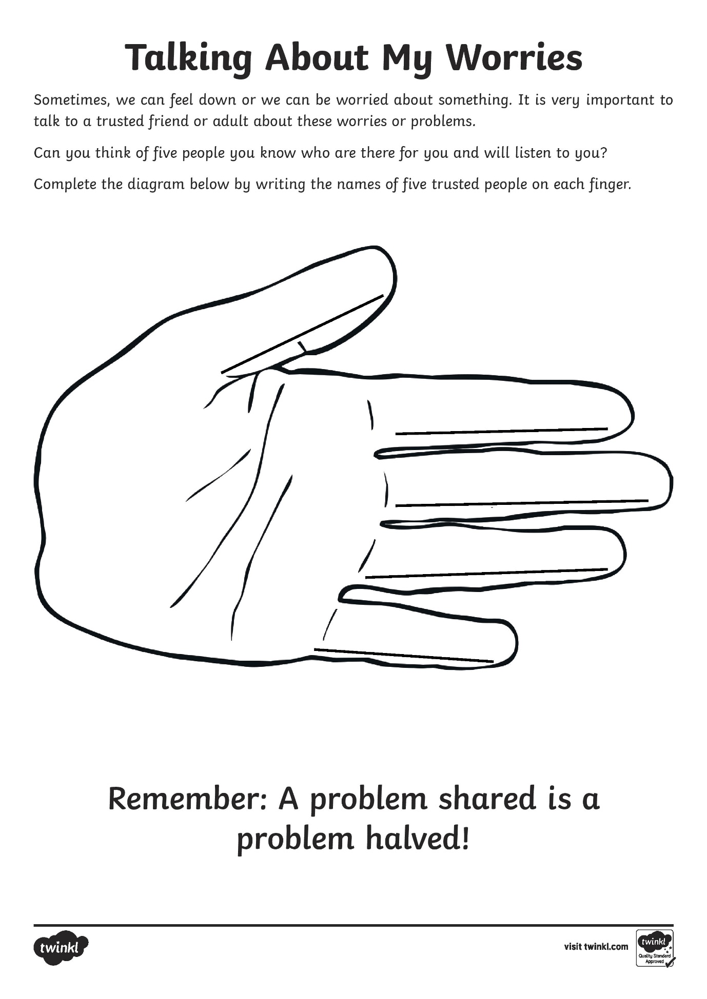 Talking About My Worries
Sometimes, we can feel down or we can be worried about something. It is very important to
talk to a trusted friend or adult about these worries or problems.
Can you think of five people you know who are there for you and will listen to you?
Complete the diagram below by writing the names of five trusted people on each finger.
Remember: A problem shared is a
problem halved!
twinkl
visit twinkl.com
twinkl
Quality Standard
Approved